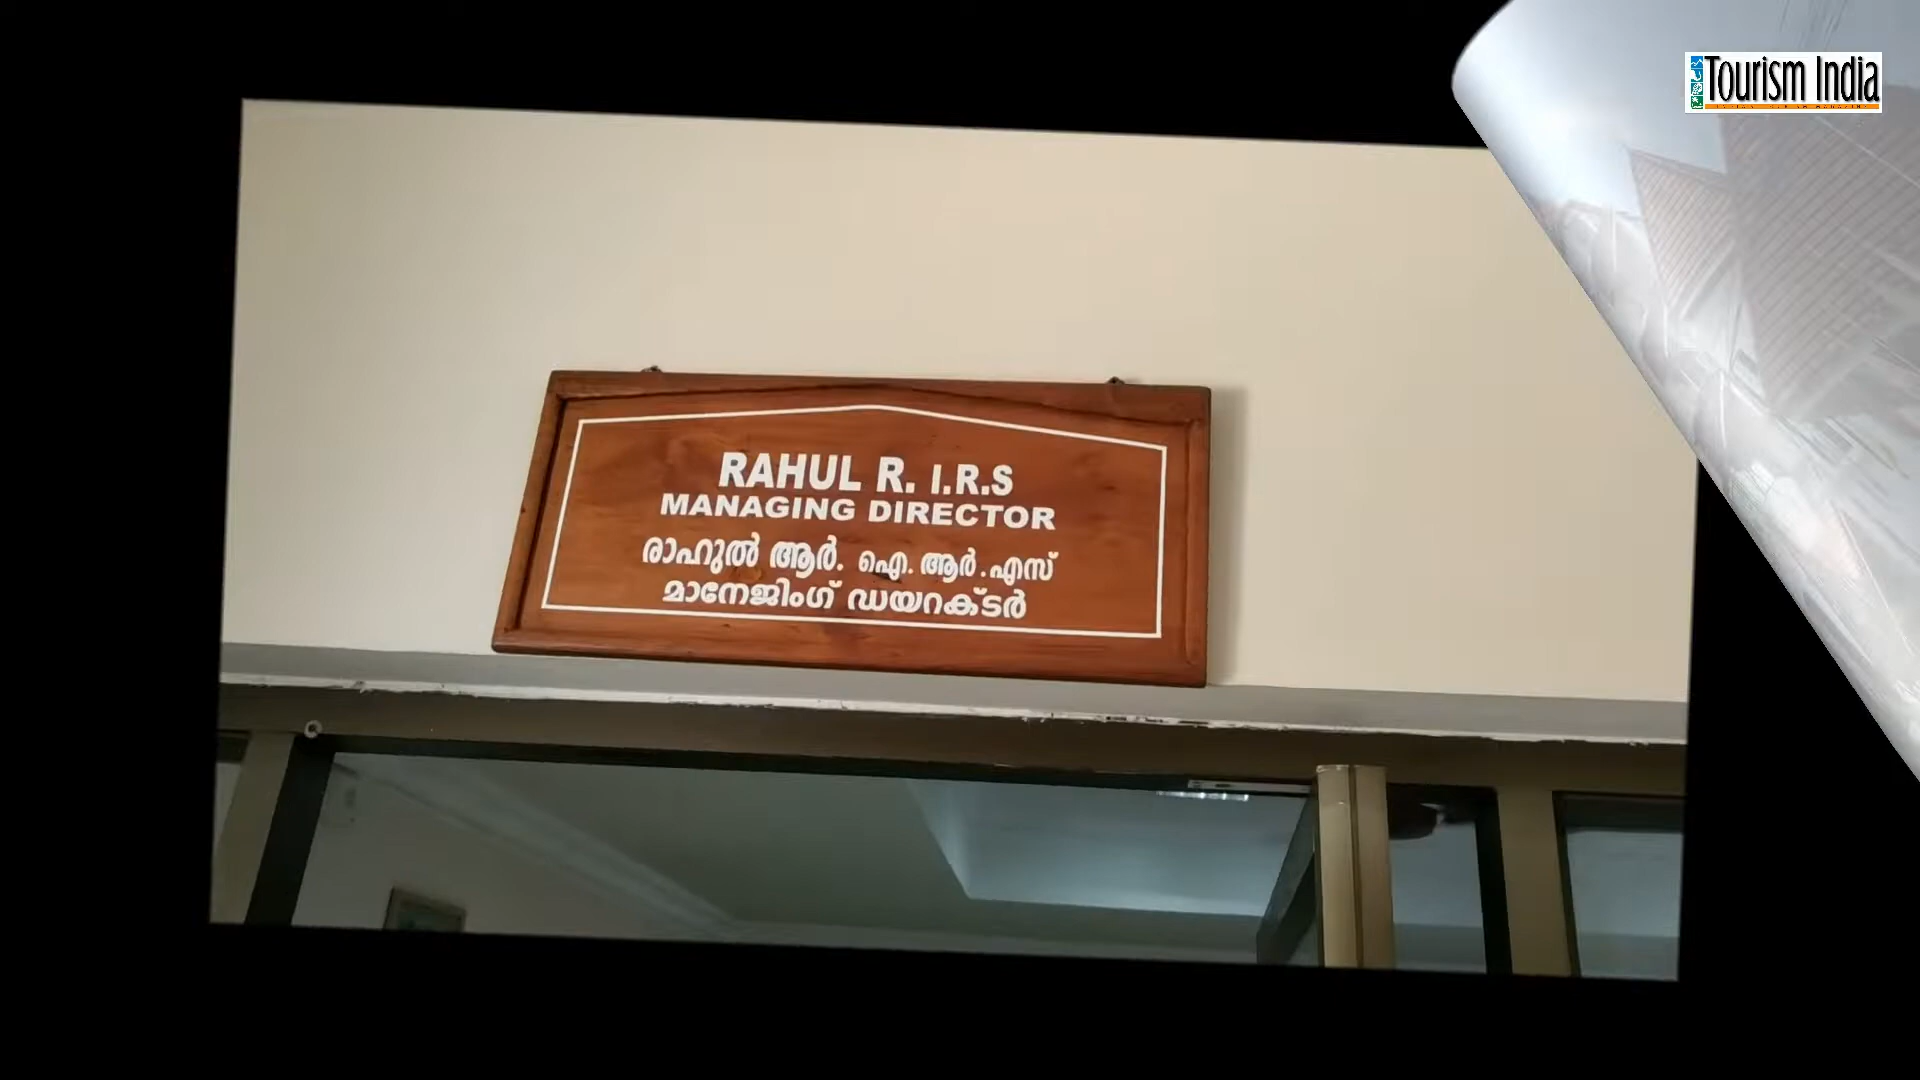 Tourism India
RAHUL R. I.R.S
MANAGING DIRECTOR
രാഹുൽ ആർ. ഐ. ആർ.എസ്
മാനേജിംഗ് ഡയറക്ടർ